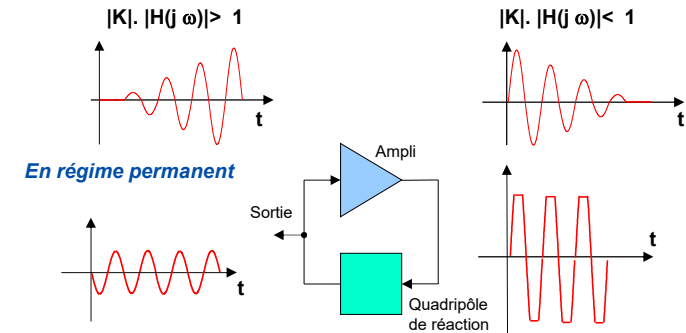 |K|. |H(j ω)|> 1
|K|. |H(j ω)|< 1
t
t
En régime permanent
Ampli
Sortie
t
t
Quadripôle
de réaction